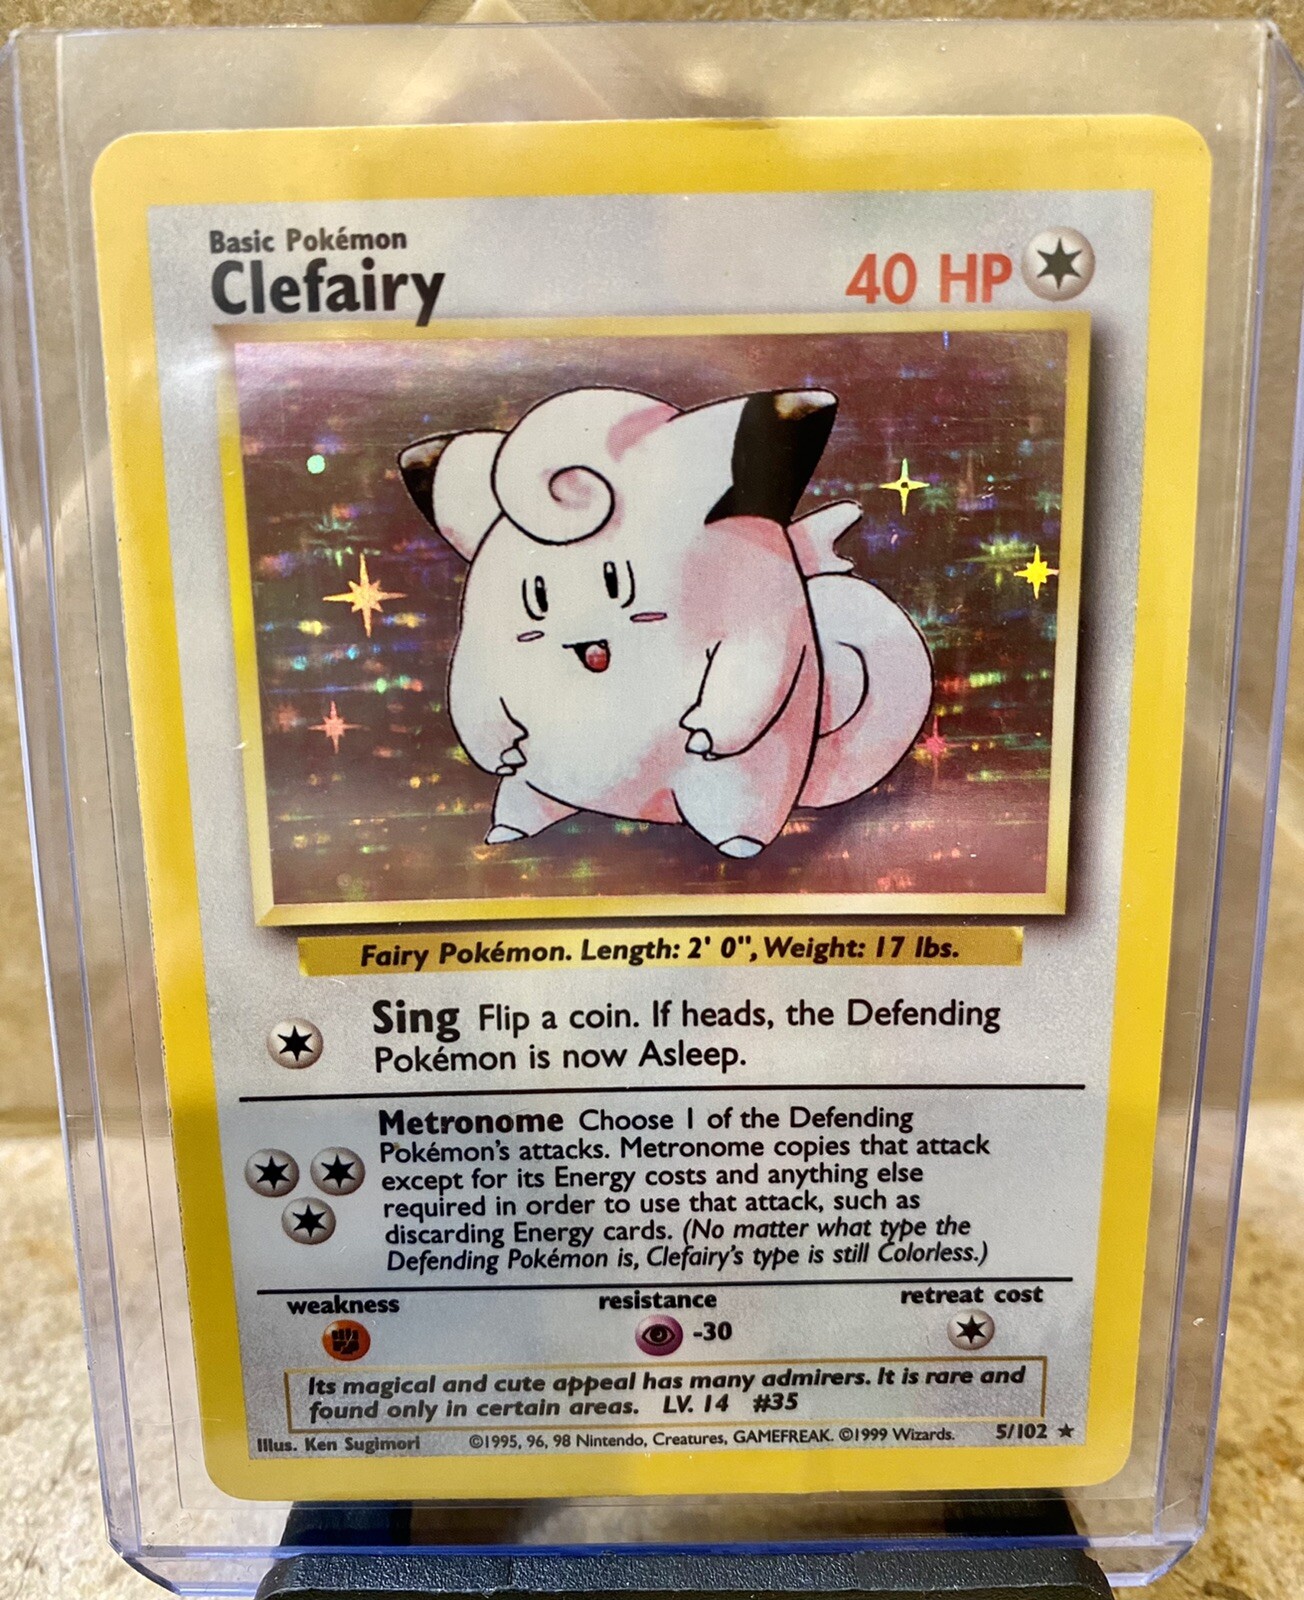 Basic Pokémon
Clefairy
40 HP
Fairy Pokémon. Length: 2' 0", Weight: 17 lbs.
Sing Flip a coin. If heads, the Defending
Pokémon is now Asleep.
Metronome Choose 1 of the Defending
Pokémon's attacks. Metronome copies that attack
except for its Energy costs and anything else
required in order to use that attack, such as
discarding Energy cards. (No matter what type the
Defending Pokémon is, Clefairy's type is still Colorless.)
weakness
resistance
retreat cost
-30
Its magical and cute appeal has many admirers. It is rare and
found only in certain areas. LV. 14 #35
Illus. Ken Sugimori
©1995, 96, 98 Nintendo, Creatures, GAMEFREAK. ©1999 Wizards.
5/102 ★